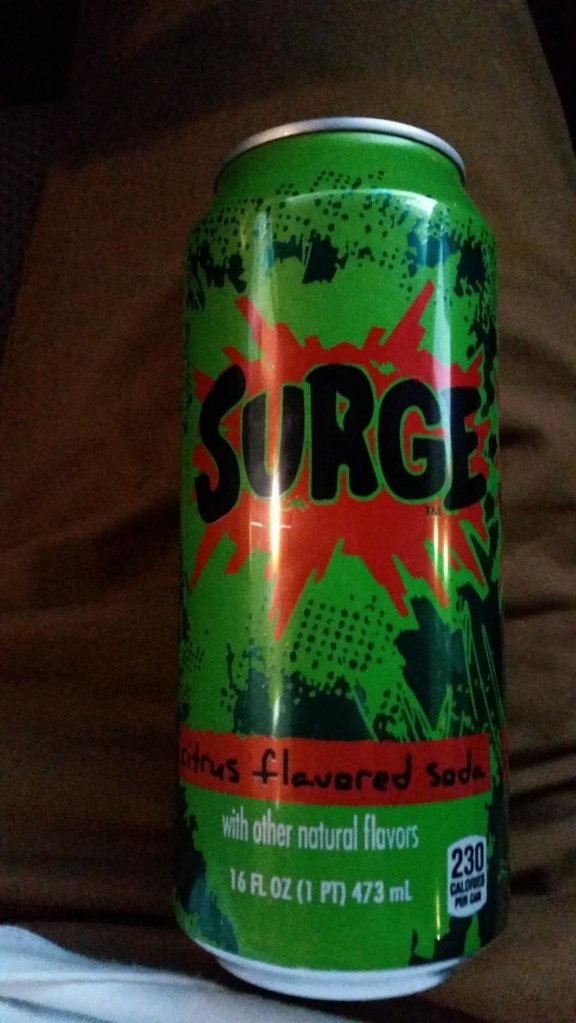 SURGE
TM
citrus flavored soda
with other natural flavors
16 FL OZ (1 PT) 473 mL
230
CALORIES
PER CAN